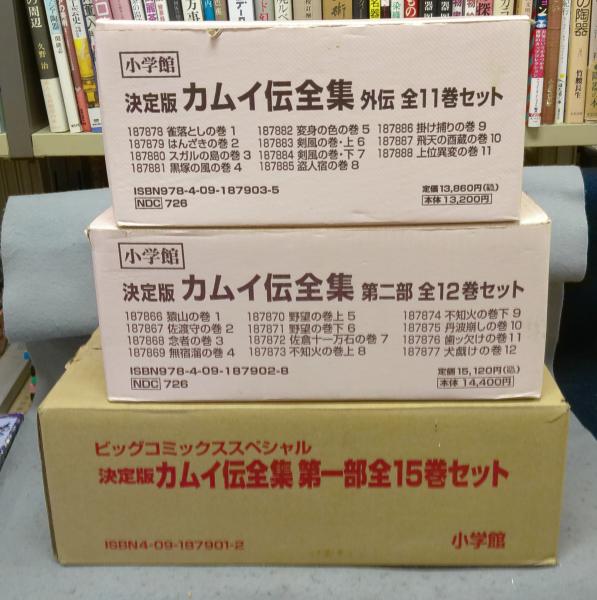 小学館
決定版 カムイ伝全集 外伝 全11巻セット
187878 雀落としの巻 1　187882 変身の色の巻 5　187886 掛け捕りの巻 9
187879 はんざきの巻 2　187883 剣風の巻・上 6　187887 飛天の酉蔵の巻 10
187880 スガルの島の巻 3　187884 剣風の巻・下 7　187888 上位異変の巻 11
187881 黒塚の風の巻 4　187885 盗人宿の巻 8
ISBN978-4-09-187903-5　定価13,860円(税込)
NDC 726　本体13,200円
小学館
決定版 カムイ伝全集 第二部 全12巻セット
187866 猿山の巻 1　187870 野望の巻上 5　187874 不知火の巻下 9
187867 佐渡守の巻 2　187871 野望の巻下 6　187875 丹波崩しの巻 10
187868 念者の巻 3　187872 佐倉十一万石の巻 7　187876 歯ッ欠けの巻 11
187869 無宿溜の巻 4　187873 不知火の巻上 8　187877 犬戯けの巻 12
ISBN978-4-09-187902-8　定価15,120円(税込)
NDC 726　本体14,400円
ビッグコミックススペシャル
決定版 カムイ伝全集 第一部全15巻セット
ISBN4-09-187901-2　小学館